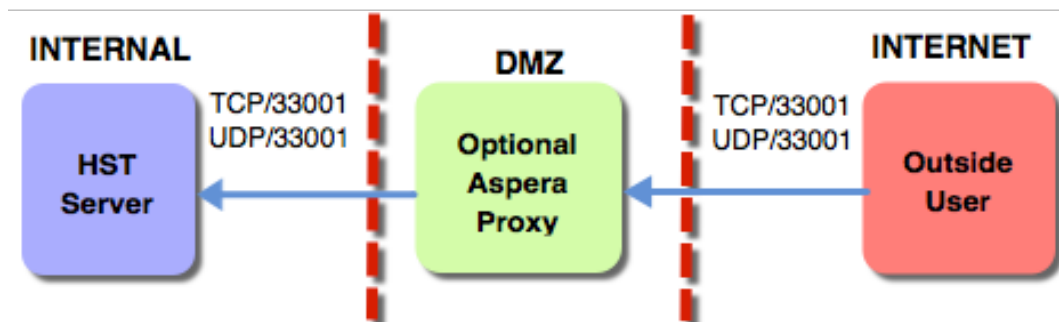 INTERNAL
DMZ
INTERNET
TCP/33001
UDP/33001
TCP/33001
UDP/33001
HST
Server
Optional
Aspera
Proxy
Outside
User